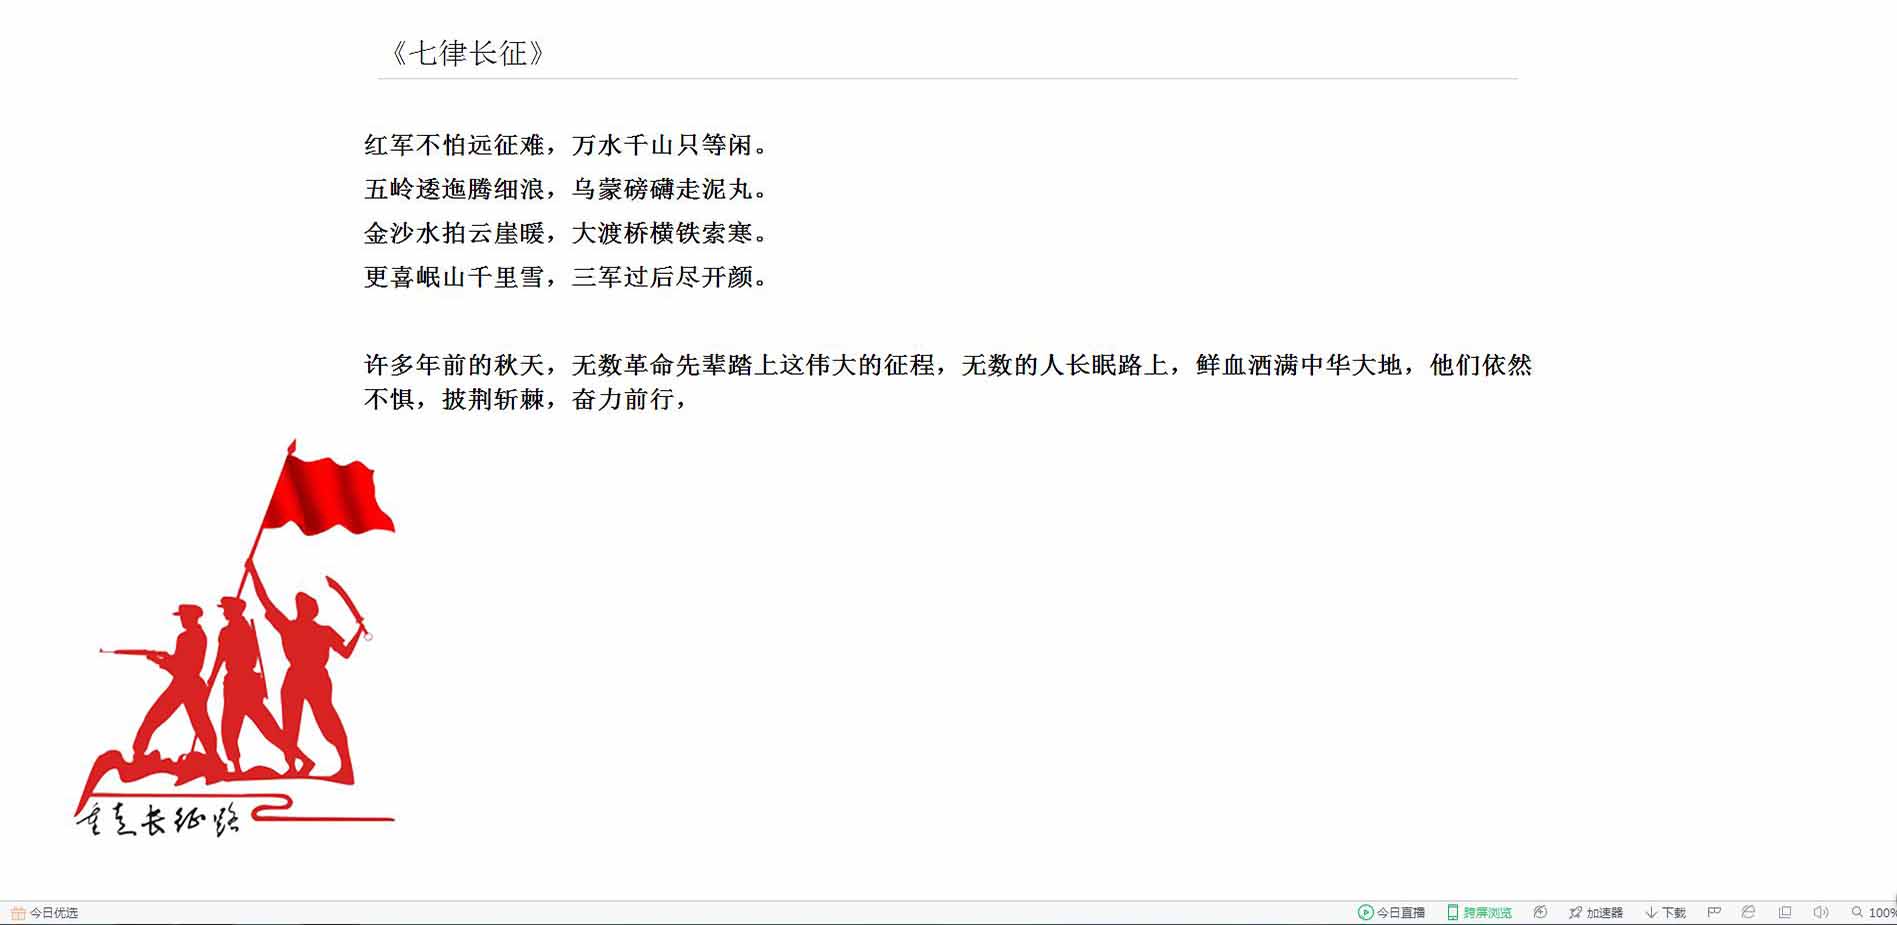 《七律长征》
红军不怕远征难，万水千山只等闲。
五岭逶迤腾细浪，乌蒙磅礴走泥丸。
金沙水拍云崖暖，大渡桥横铁索寒。
更喜岷山千里雪，三军过后尽开颜。
许多年前的秋天，无数革命先辈踏上这伟大的征程，无数的人长眠路上，鲜血洒满中华大地，他们依然
不惧，披荆斩棘，奋力前行，
重走长征路
今日优选 今日直播 跨屏浏览 加速器 下载 100%